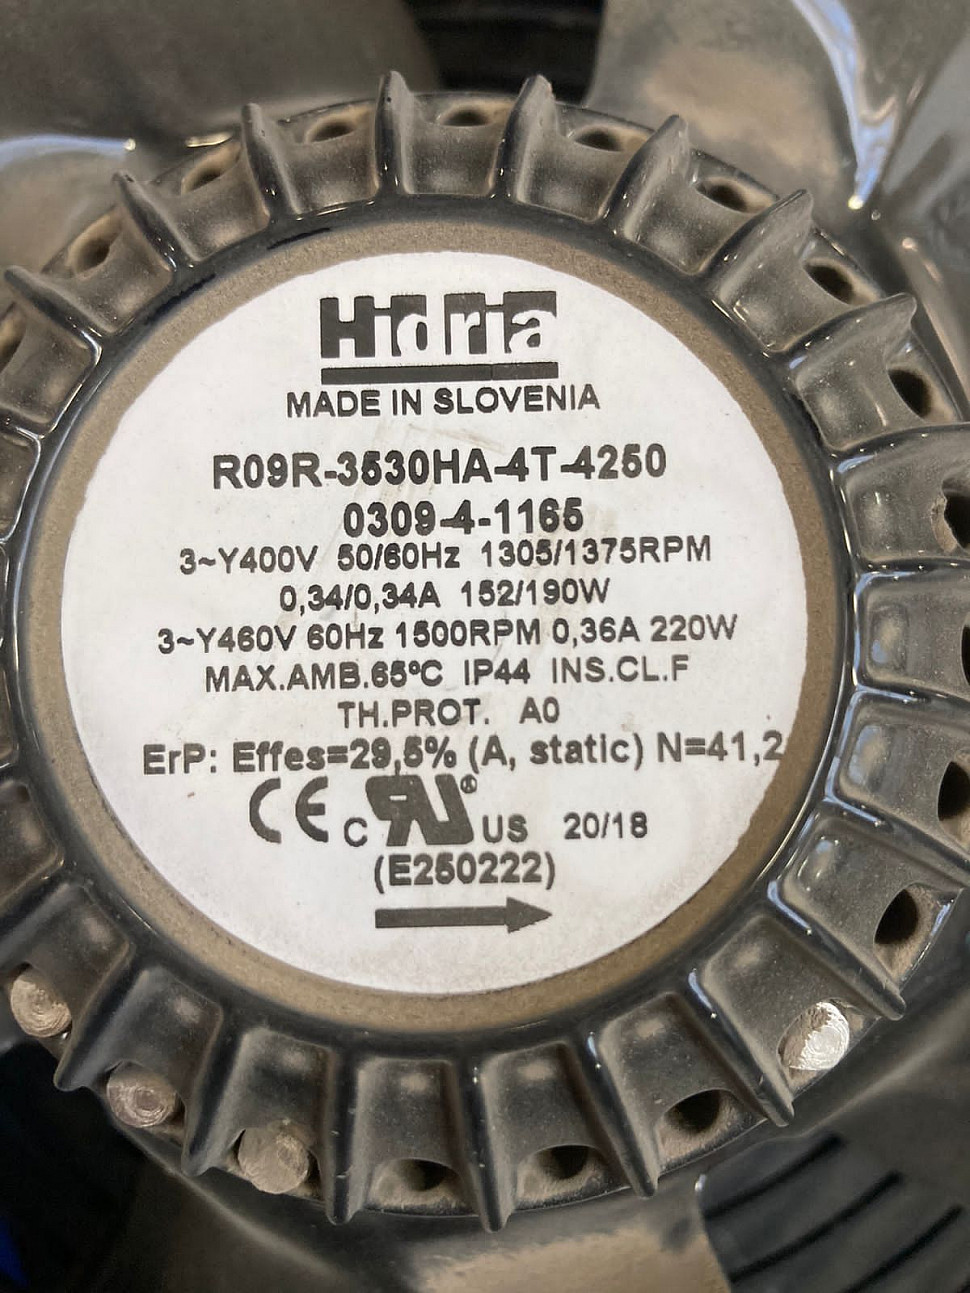 Hidria
MADE IN SLOVENIA
R09R-3530HA-4T-4250
0309-4-1165
3~Y400V 50/60Hz 1305/1375RPM
0,34/0,34A 152/190W
3~Y460V 60Hz 1500RPM 0,36A 220W
MAX.AMB.65ºC IP44 INS.CL.F
TH.PROT. A0
ErP: Effes=29,5% (A, static) N=41,2
CE c RU® US 20/18
(E250222)